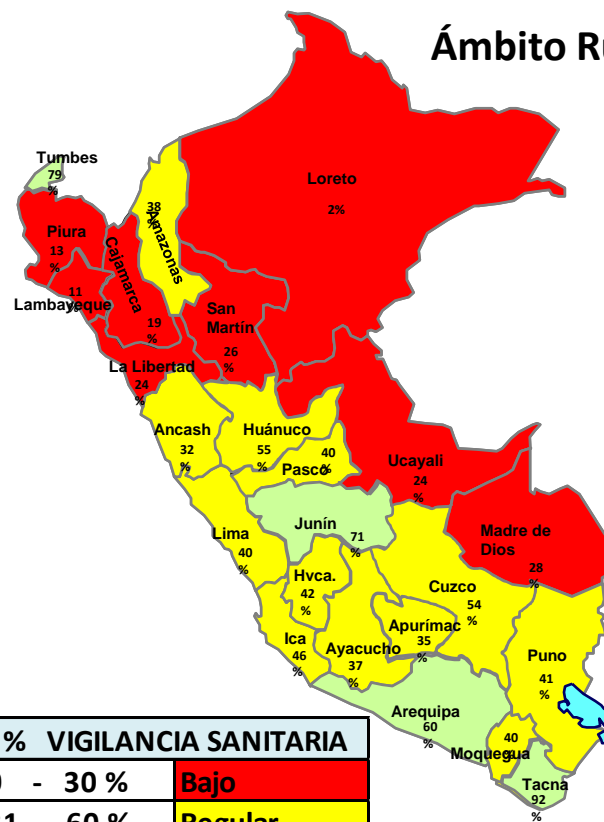 Ámbito Ru
Tumbes
79
%
Loreto
2%
38
%
Amazonas
Piura
13
%
Cajamarca
19
%
11
%
Lambayeque
San
Martín
26
%
La Libertad
24
%
Ancash
32
%
Huánuco
55
%
40
%
Pasco
Ucayali
24
%
Junín
71
%
Madre de
Dios
28
%
Lima
40
%
Hvca.
42
%
Cuzco
54
%
Apurímac
35
%
Ica
46
%
Ayacucho
37
%
Puno
41
%
Arequipa
60
%
40
%
Moquegua
Tacna
92
%
% VIGILANCIA SANITARIA
0 - 30 % Bajo
1 - 60 % Regular